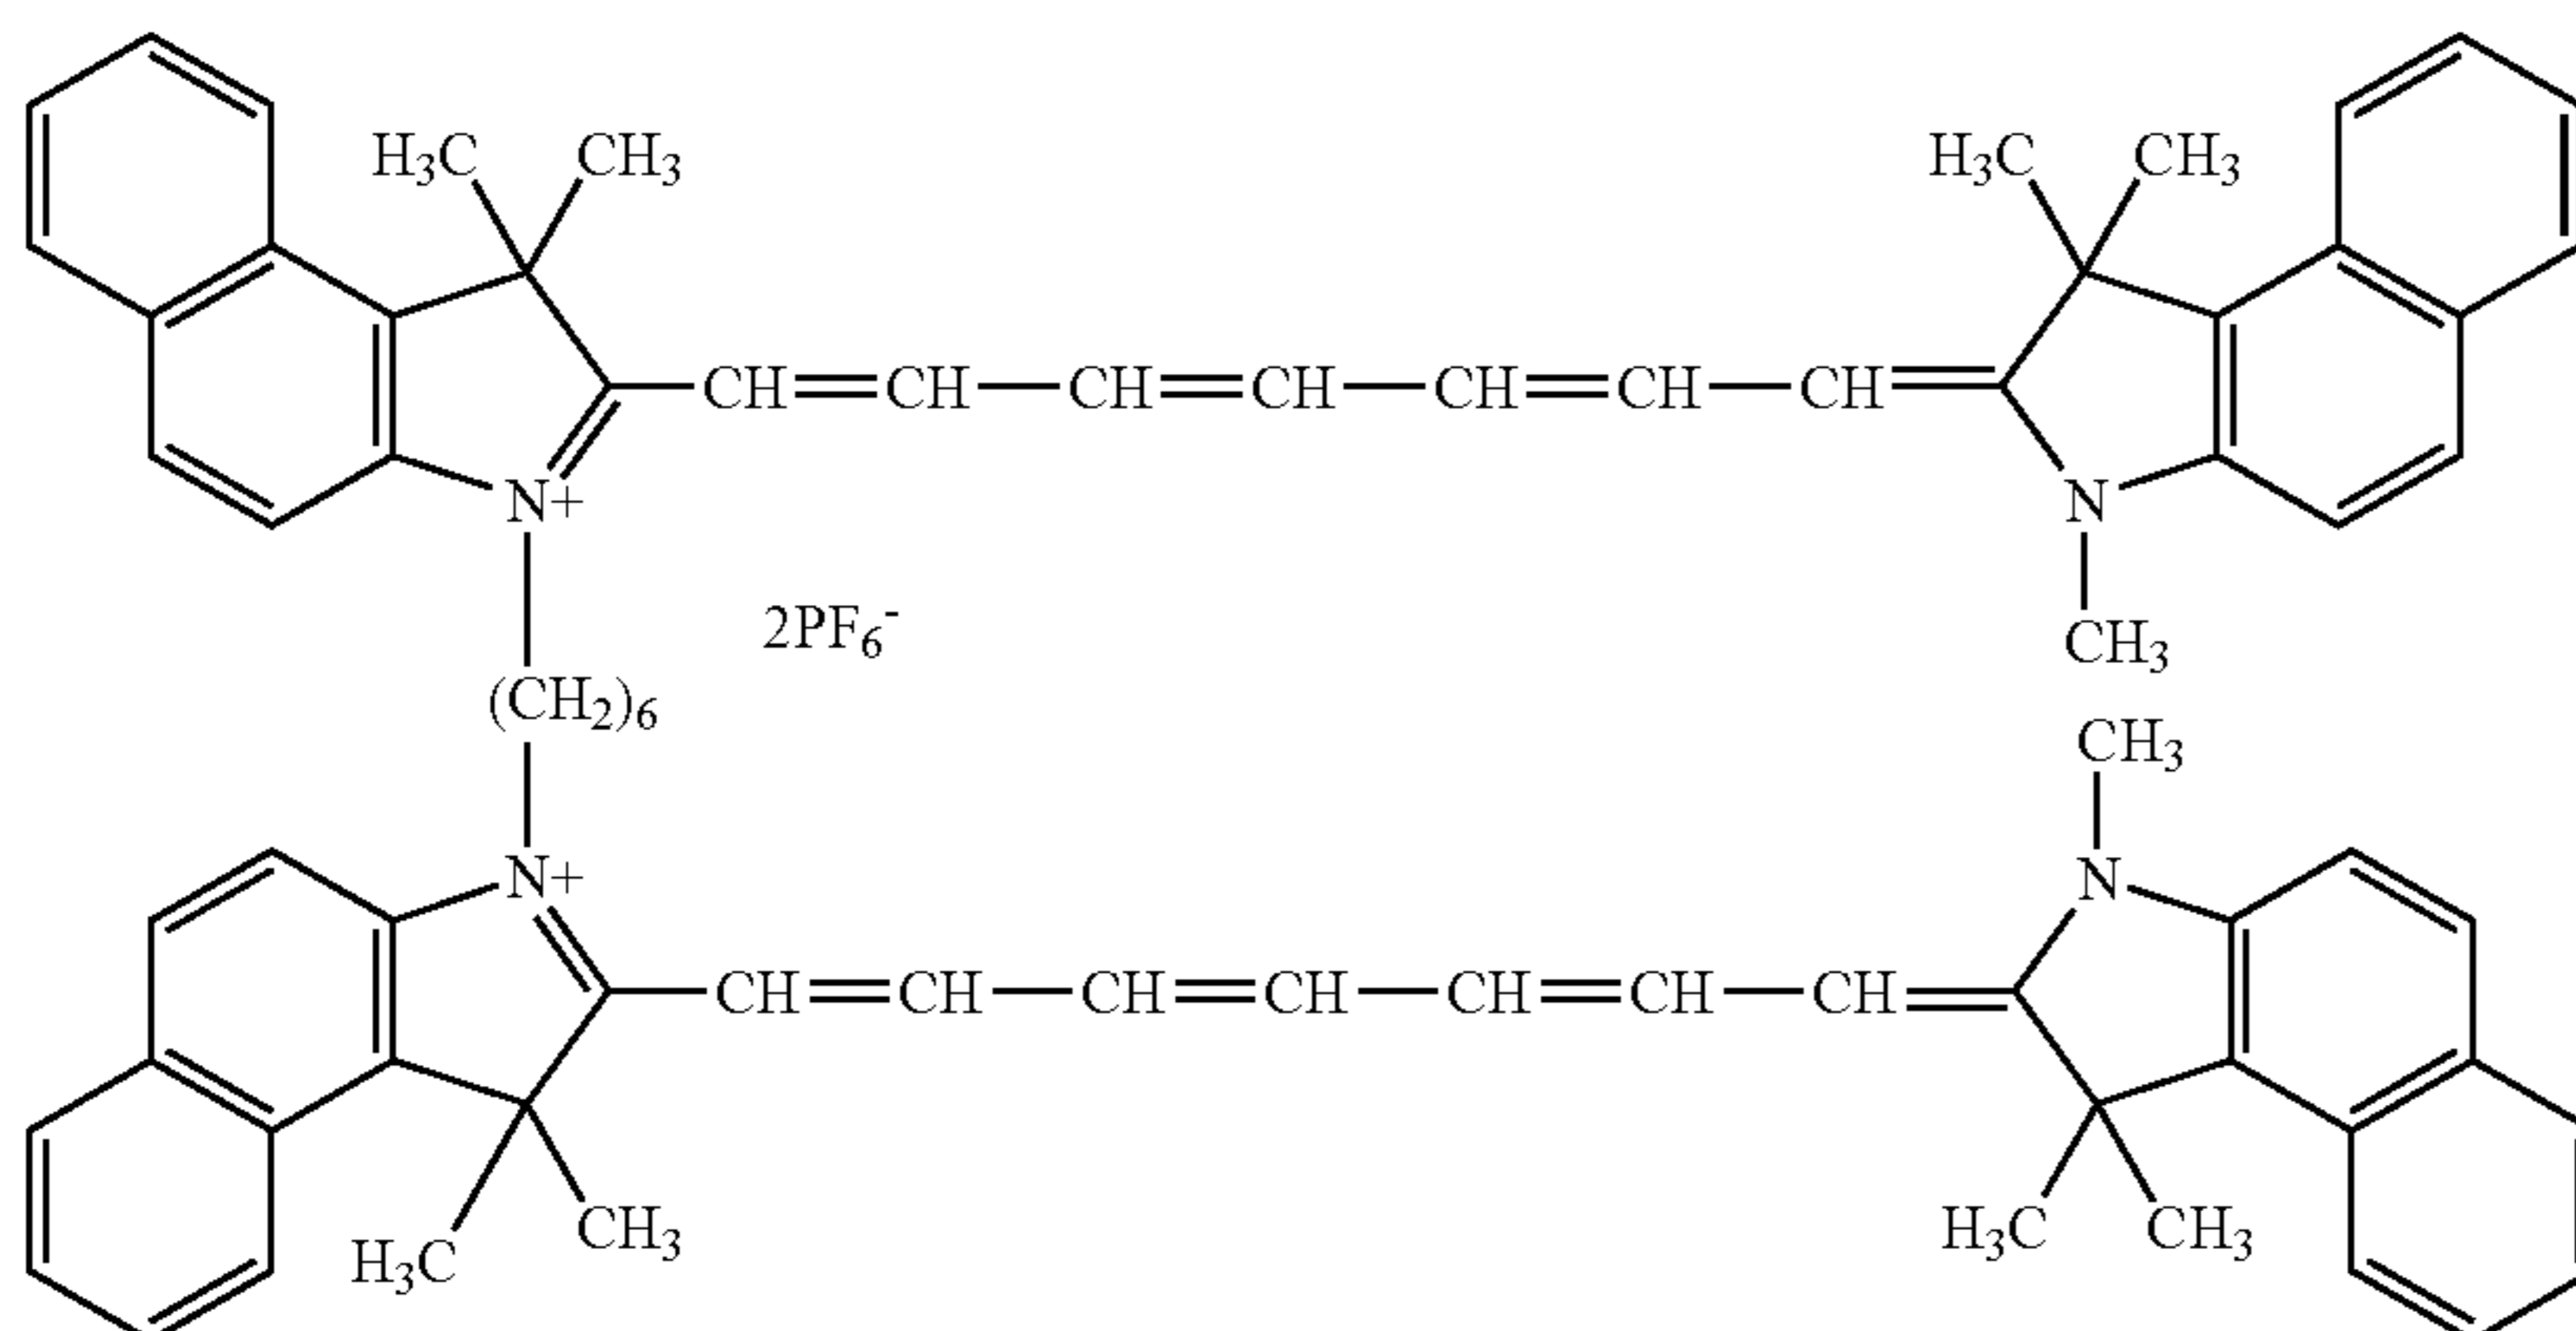 H₃C CH₃ H₃C CH₃
CH=CH—CH=CH—CH=CH—CH=
N+ N
2PF₆⁻ CH₃
(CH₂)₆ CH₃
N+ N
CH=CH—CH=CH—CH=CH—CH=
H₃C CH₃ H₃C CH₃